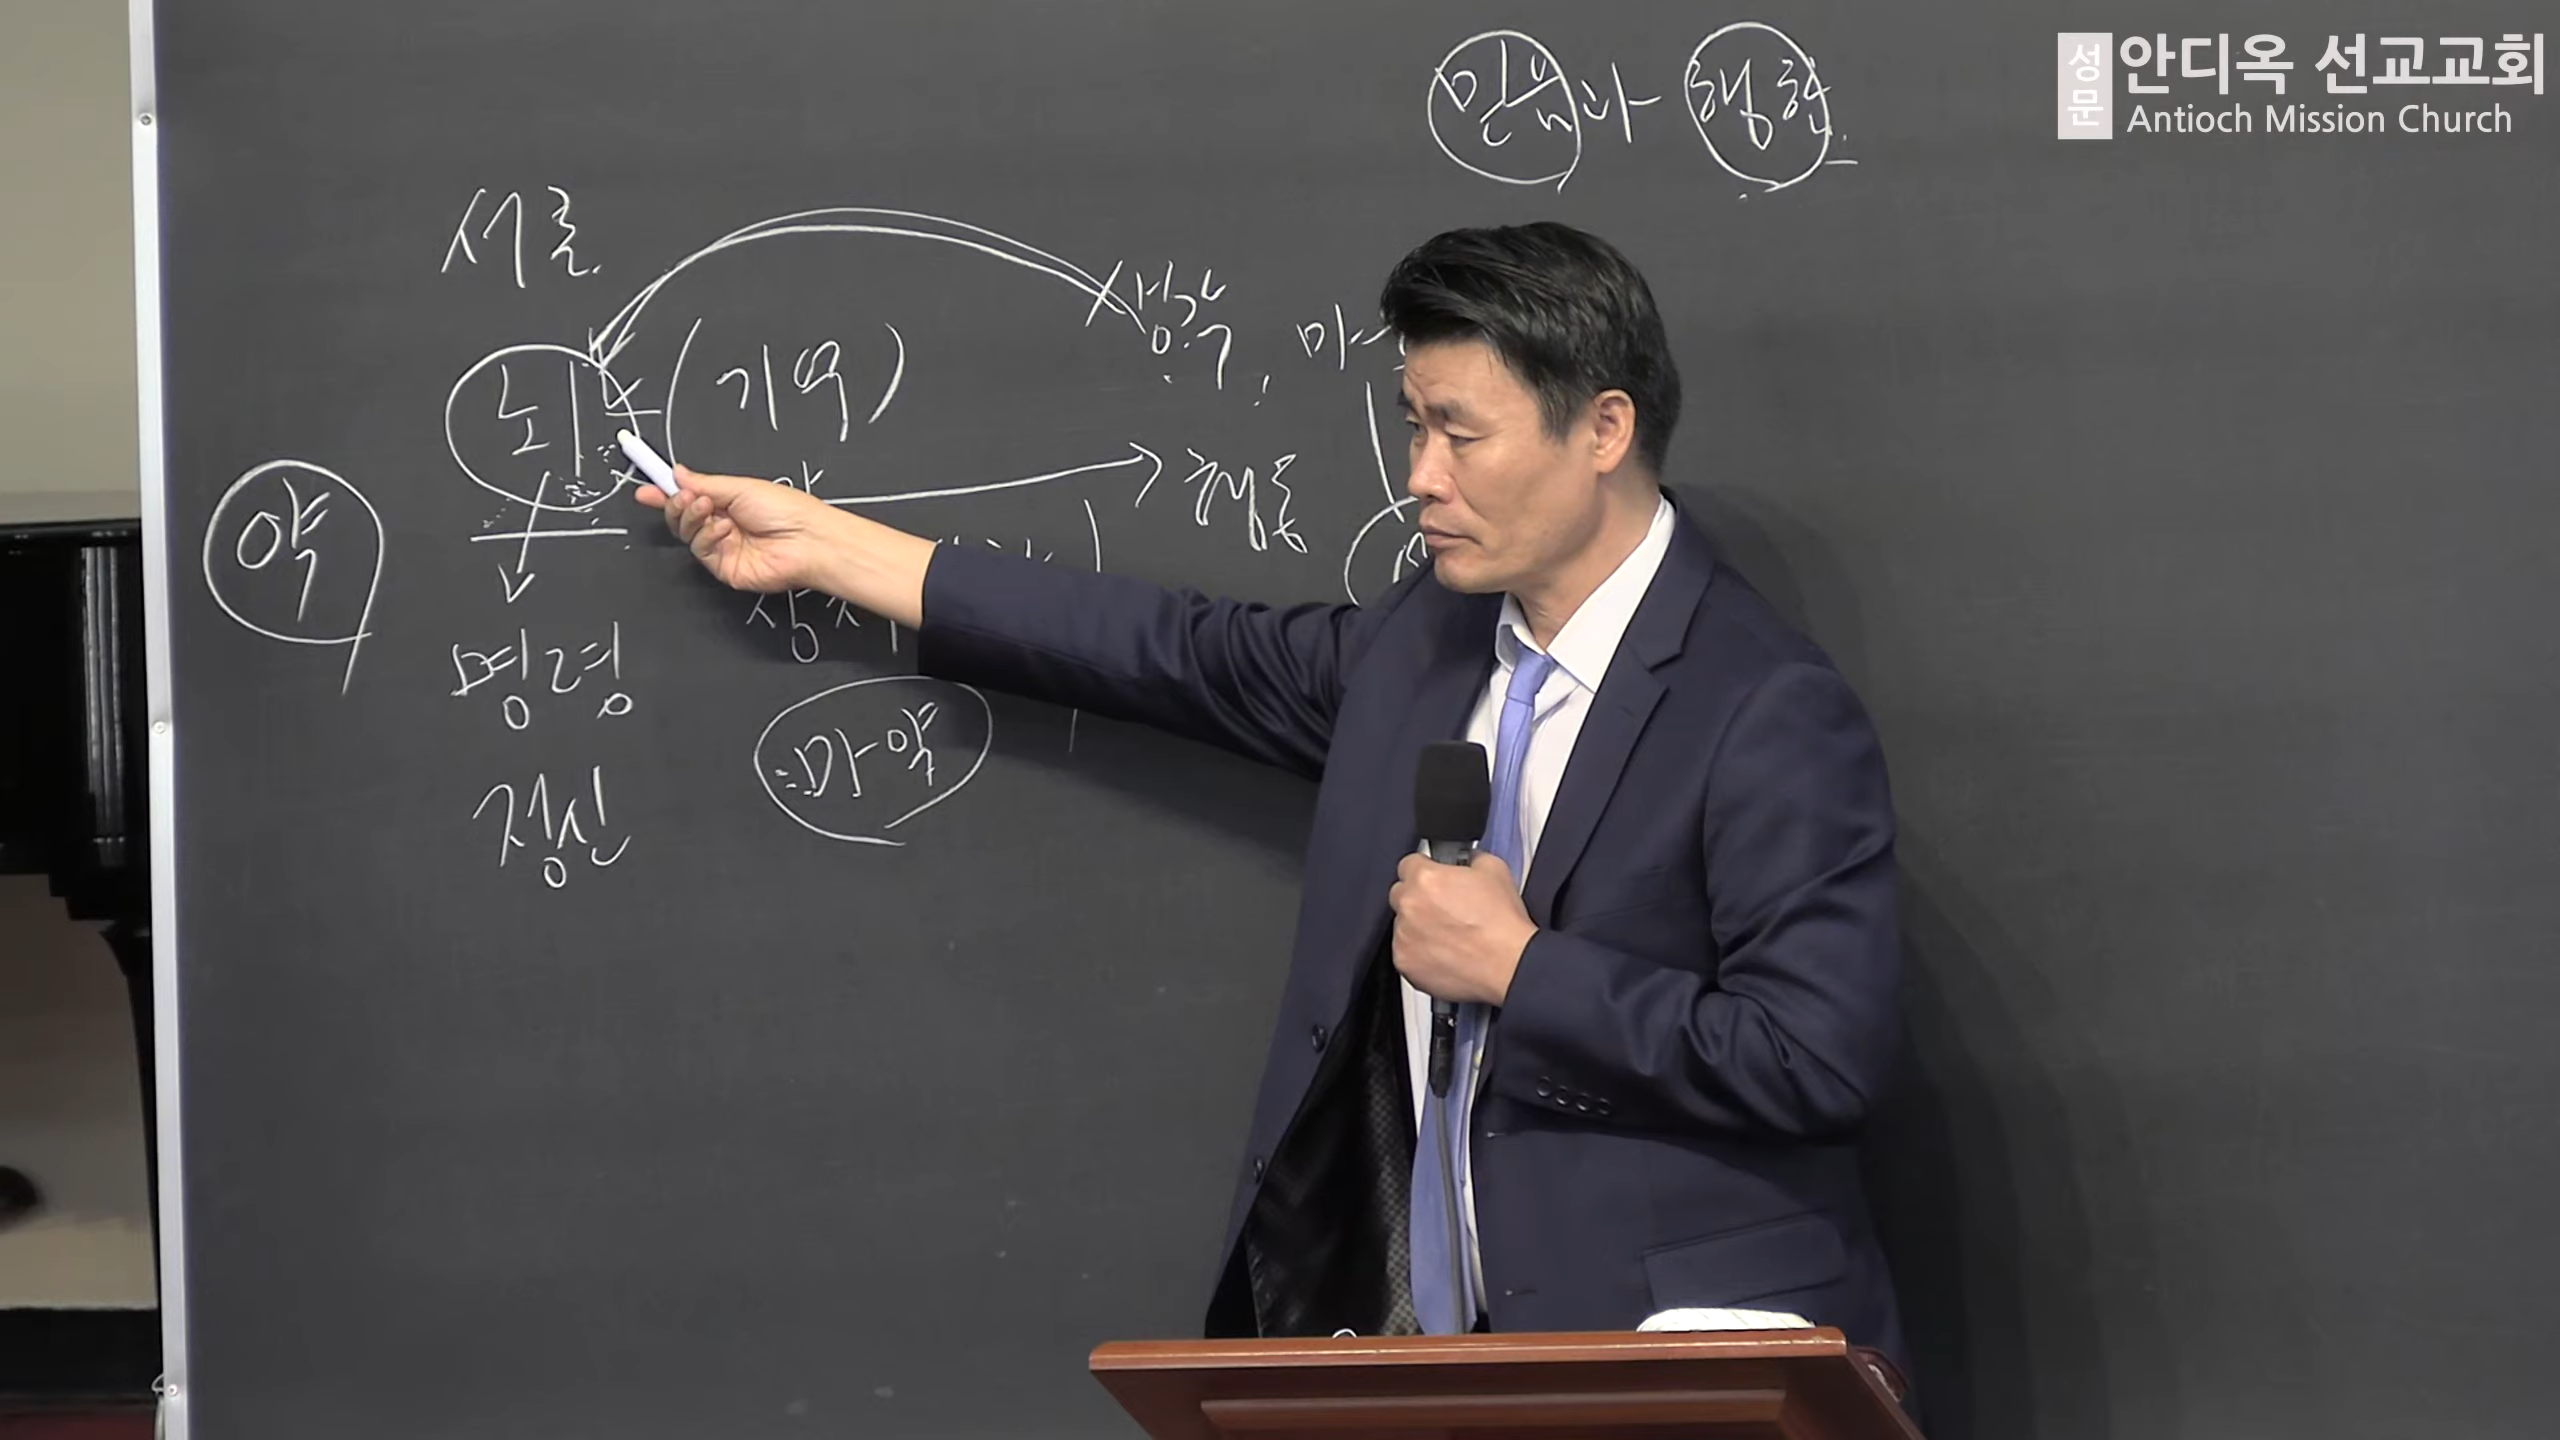 성문 안디옥 선교교회
Antioch Mission Church
믿음과 행함
서론
생각, 마
뇌 (기억)
행동
약
명령
마약
정신